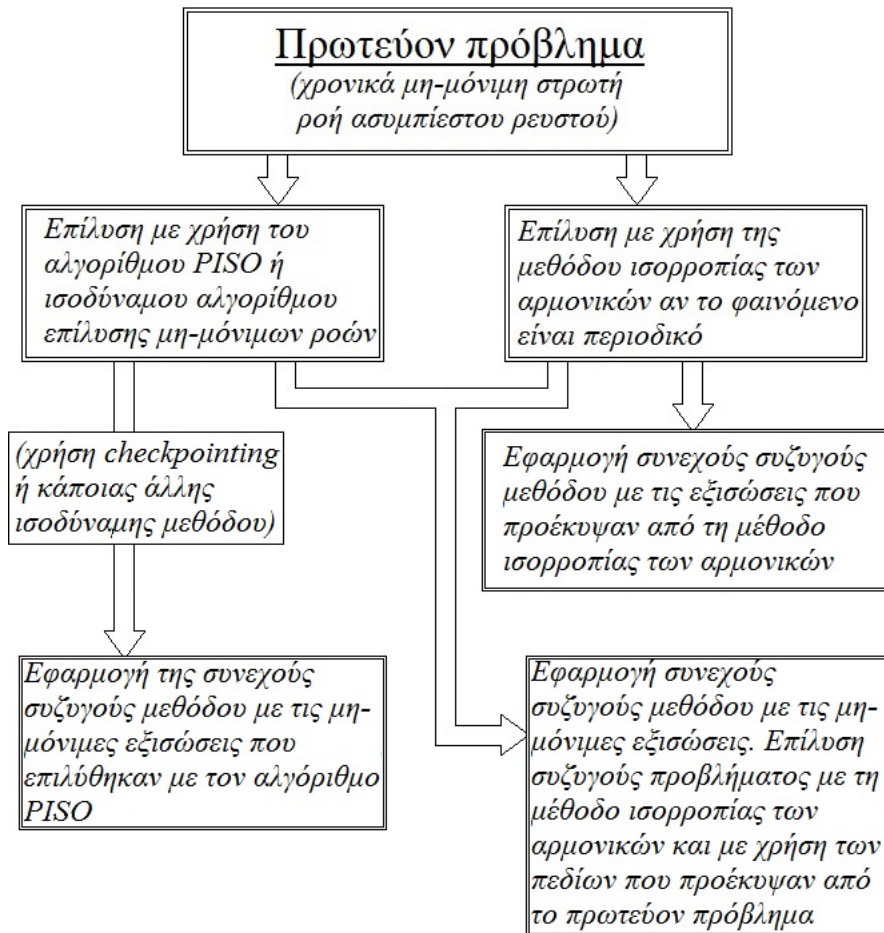 Πρωτεύον πρόβλημα
(χρονικά μη-μόνιμη στρωτή
ροή ασυμπίεστου ρευστού)
Επίλυση με χρήση του
αλγορίθμου PISO ή
ισοδύναμου αλγορίθμου
επίλυσης μη-μόνιμων ροών
Επίλυση με χρήση της
μεθόδου ισορροπίας των
αρμονικών αν το φαινόμενο
είναι περιοδικό
(χρήση checkpointing
ή κάποιας άλλης
ισοδύναμης μεθόδου)
Εφαρμογή συνεχούς συζυγούς
μεθόδου με τις εξισώσεις που
προέκυψαν από τη μέθοδο
ισορροπίας των αρμονικών
Εφαρμογή της συνεχούς
συζυγούς μεθόδου με τις μη-
μόνιμες εξισώσεις που
επιλύθηκαν με τον αλγόριθμο
PISO
Εφαρμογή συνεχούς
συζυγούς μεθόδου με τις μη-
μόνιμες εξισώσεις. Επίλυση
συζυγούς προβλήματος με τη
μέθοδο ισορροπίας των
αρμονικών και με χρήση των
πεδίων που προέκυψαν από
το πρωτεύον πρόβλημα